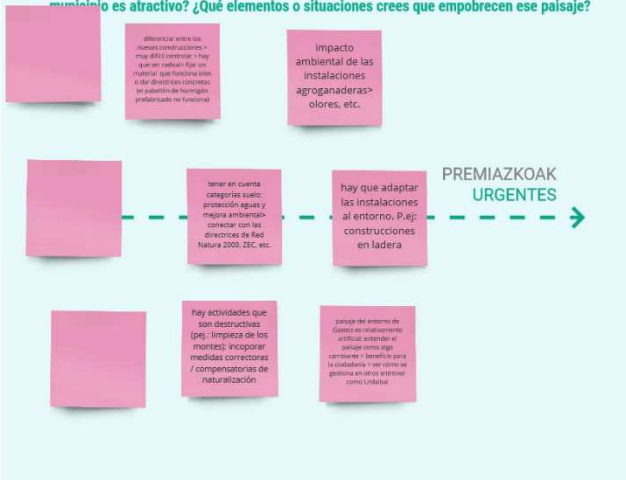 municipio es atractivo? ¿Qué elementos o situaciones crees que empobrecen ese paisaje?
diferenciar entre las
nuevas construcciones >
muy difícil controlar > hay
que ser radical> fijar un
material que funciona bien
o dar directrices concretas
(el pabellón de hormigón
prefabricado no funciona)
impacto
ambiental de las
instalaciones
agroganaderas>
olores, etc.
tener en cuenta
categorías suelo:
protección aguas y
mejora ambiental>
conectar con las
directrices de Red
Natura 2000, ZEC, etc.
hay que adaptar
las instalaciones
al entorno. P.ej:
construcciones
en ladera
PREMIAZKOAK
URGENTES
hay actividades que
son destructivas
(pej.: limpieza de los
montes): incoporar
medidas correctoras
/ compensatorias de
naturalización
paisaje del entorno de
Gasteiz es relativamente
artificial: entender el
paisaje como algo
cambiante > beneficio para
la ciudadanía > ver cómo se
gestiona en otros
como Urdaibai